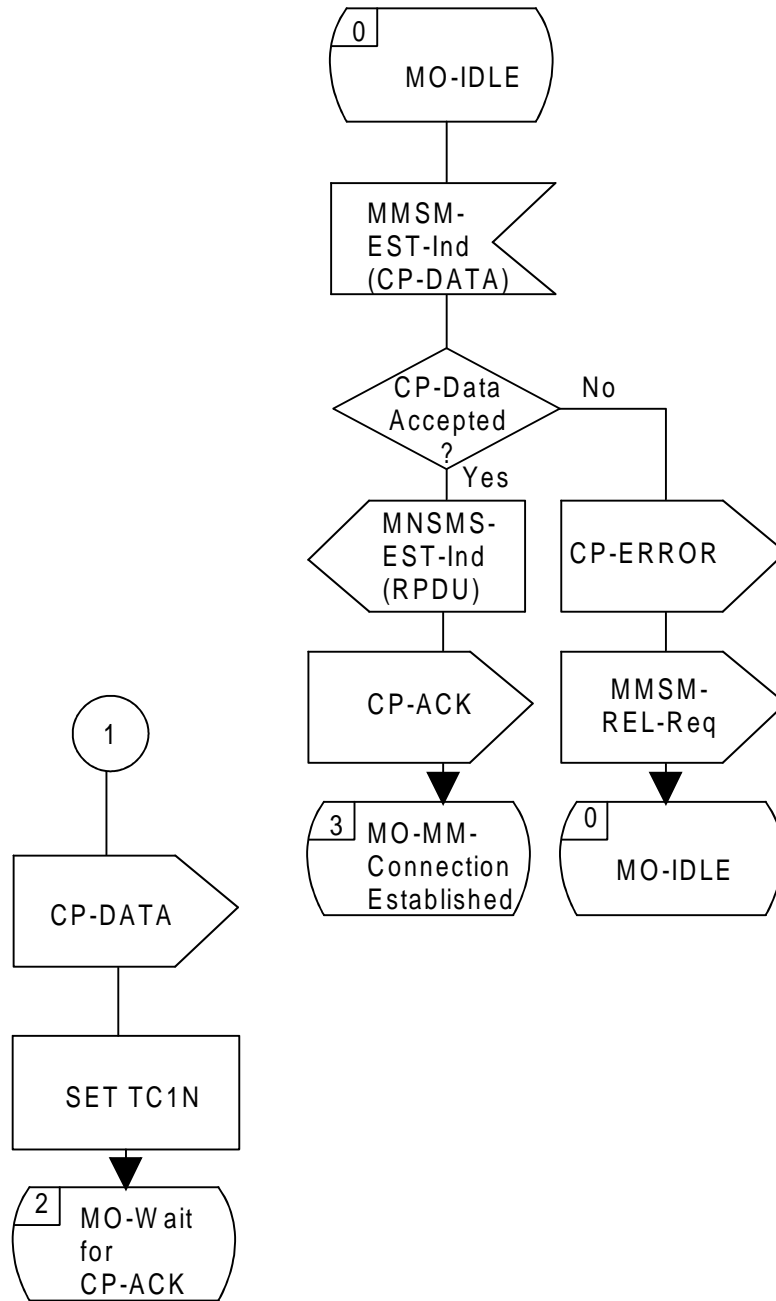 0
MO-IDLE
MMSM-
EST-Ind
(CP-DATA)
CP-Data
Accepted
?
No
Yes
MNSMS-
EST-Ind
(RPDU)
CP-ERROR
CP-ACK
MMSM-
REL-Req
3
MO-MM-
Connection
Established
0
MO-IDLE
1
CP-DATA
SET TC1N
2
MO-Wait
for
CP-ACK